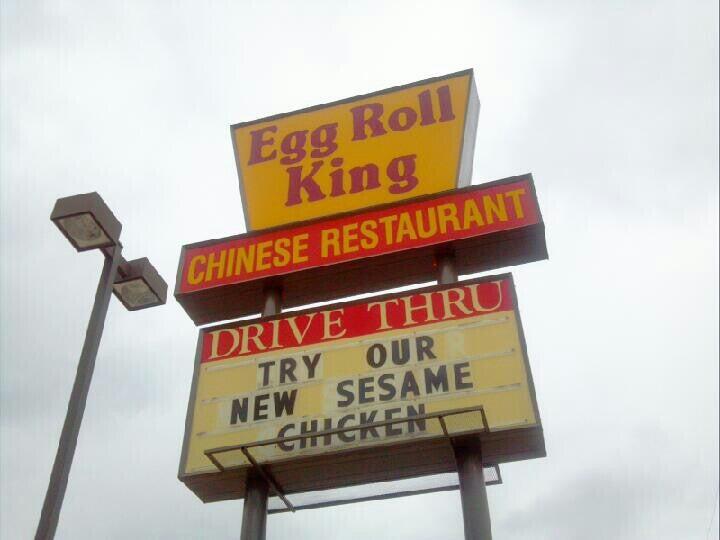 Egg Roll
King
CHINESE RESTAURANT
DRIVE THRU
TRY OUR
NEW SESAME
CHICKEN